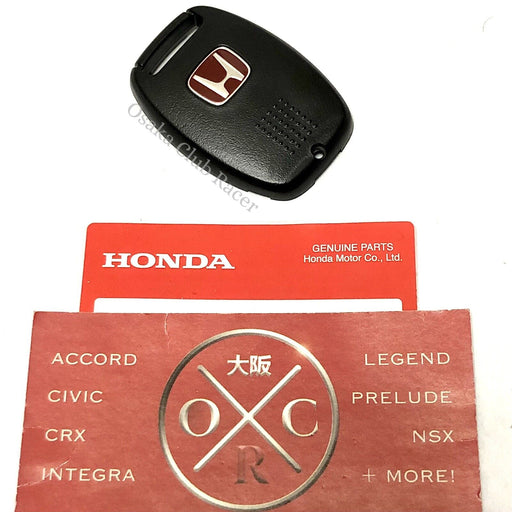 Osaka Club Racer
HONDA
GENUINE PARTS
Honda Motor Co., Ltd.
ACCORD
CIVIC
CRX
INTEGRA
大阪
O C
R
LEGEND
PRELUDE
NSX
+ MORE!